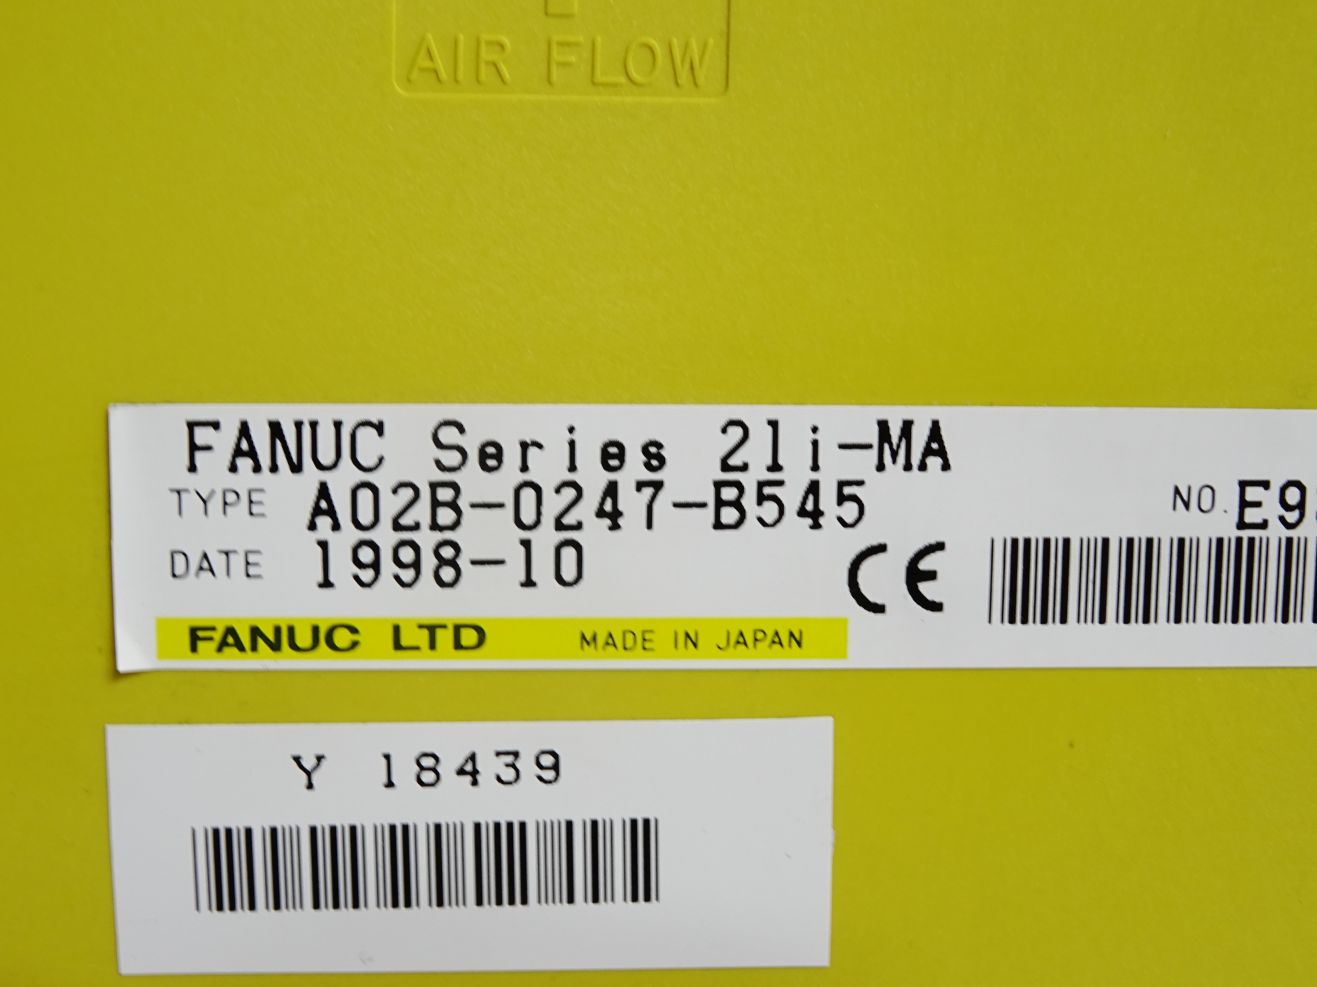 AIR FLOW
FANUC Series 21i-MA
TYPE A02B-0247-B545 NO. E9
DATE 1998-10 CE
FANUC LTD MADE IN JAPAN
Y 18439